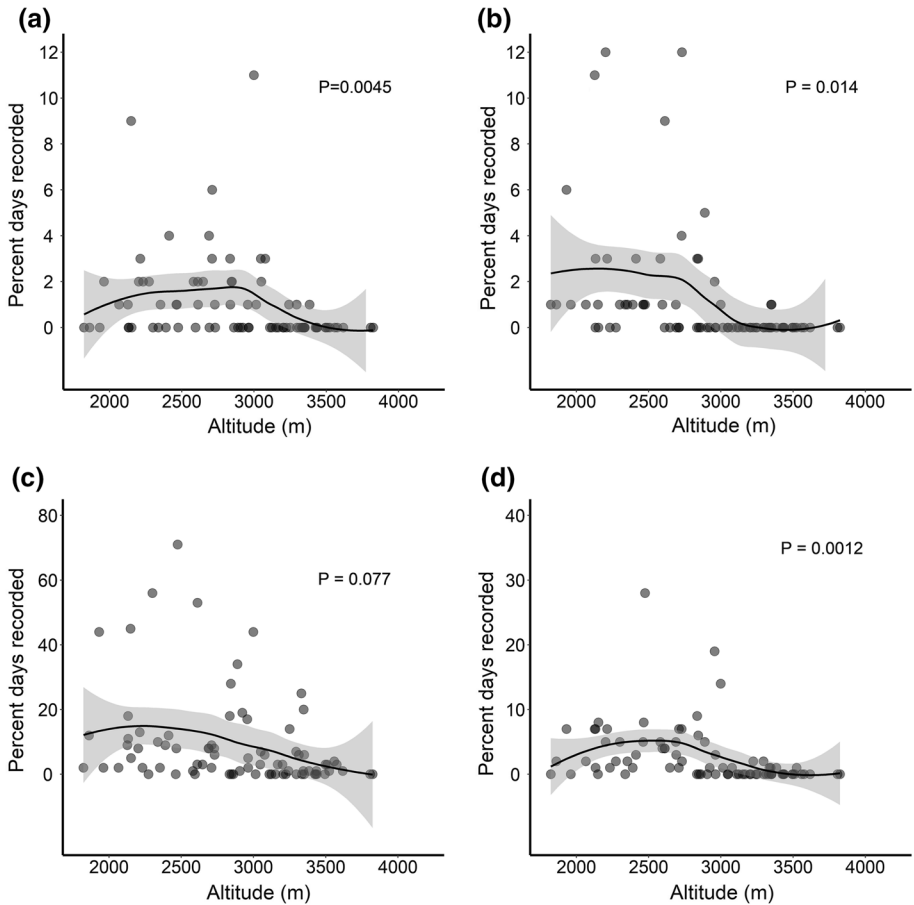 (a)
Percent days recorded
12
10
8
6
4
2
0
P=0.0045
2000 2500 3000 3500 4000
Altitude (m)
(b)
Percent days recorded
12
10
8
6
4
2
0
P = 0.014
2000 2500 3000 3500 4000
Altitude (m)
(c)
Percent days recorded
80
60
40
20
0
P = 0.077
2000 2500 3000 3500 4000
Altitude (m)
(d)
Percent days recorded
40
30
20
10
0
P = 0.0012
2000 2500 3000 3500 4000
Altitude (m)